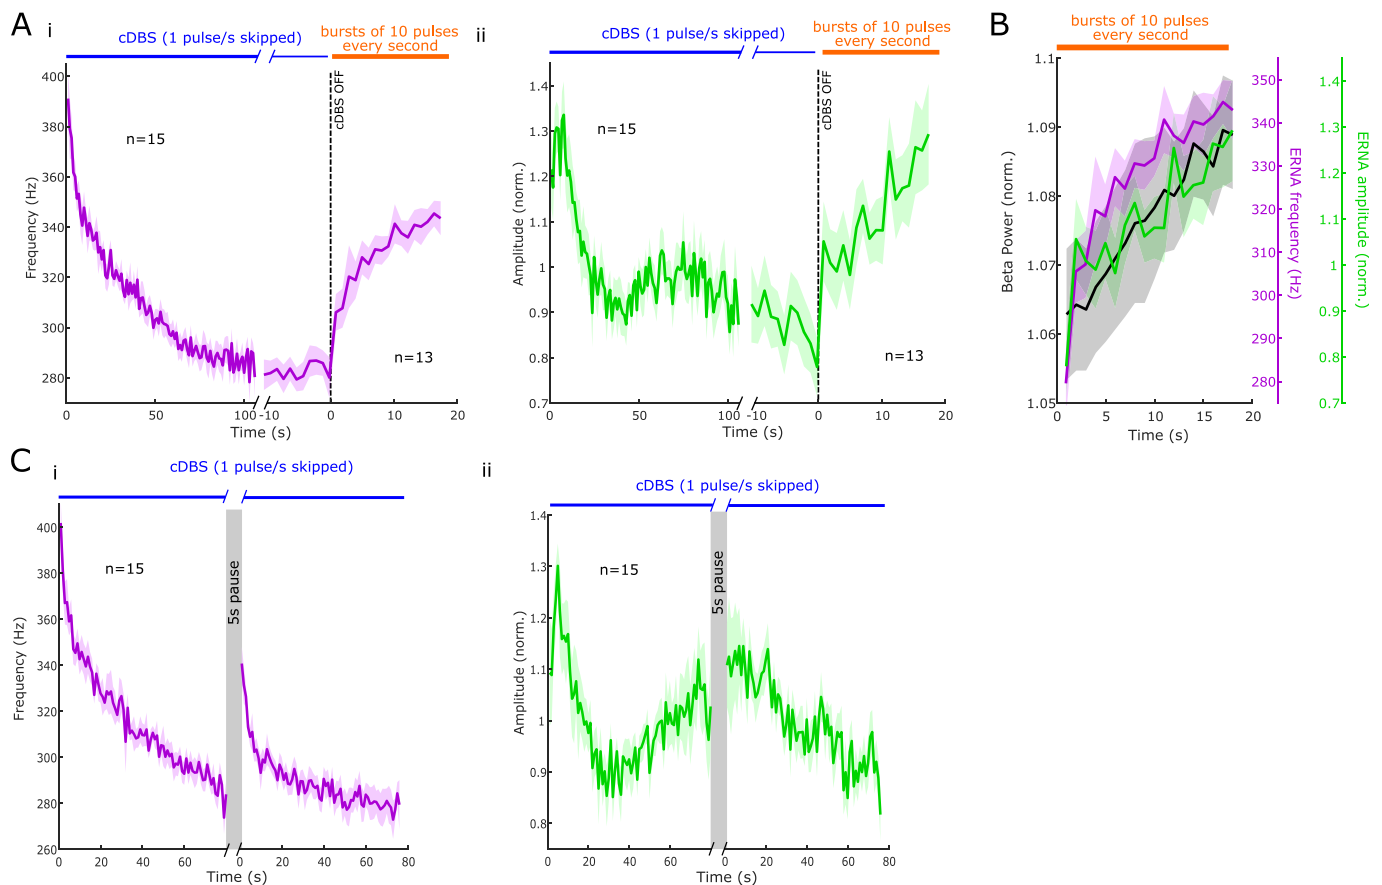 A
i
cDBS (1 pulse/s skipped)
bursts of 10 pulses
every second
400
380
360
340
320
300
280
Frequency (Hz)
n=15
cDBS OFF
n=13
0
50
100
-10
0
10
20
Time (s)
ii
cDBS (1 pulse/s skipped)
bursts of 10 pulses
every second
1.4
1.3
1.2
1.1
1
0.9
0.8
0.7
Amplitude (norm.)
n=15
cDBS OFF
n=13
0
50
100
-10
0
10
20
Time (s)
B
bursts of 10 pulses
every second
1.1
1.09
1.08
1.07
1.06
1.05
Beta Power (norm.)
0
5
10
15
20
Time (s)
350
340
330
320
310
300
290
280
ERNA frequency (Hz)
1.4
1.3
1.2
1.1
1
0.9
0.8
0.7
ERNA amplitude (norm.)
C
i
cDBS (1 pulse/s skipped)
400
380
360
340
320
300
280
260
Frequency (Hz)
n=15
5s pause
0
20
40
60
0
20
40
60
80
Time (s)
ii
cDBS (1 pulse/s skipped)
1.4
1.3
1.2
1.1
1
0.9
0.8
Amplitude (norm.)
n=15
5s pause
0
20
40
60
0
20
40
60
80
Time (s)